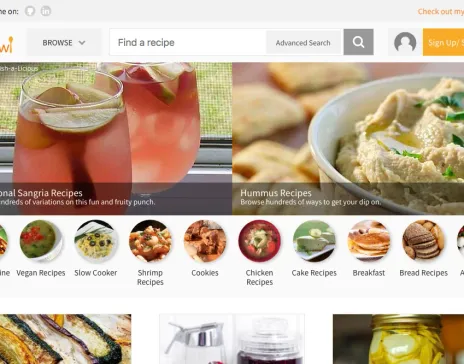 me on:
Check out my
wi
BROWSE
Find a recipe
Advanced Search
Sign Up/ S
ish-a-Licious
onal Sangria Recipes
hundreds of variations on this fun and fruity punch.
Hummus Recipes
Browse hundreds of ways to get your dip on.
ine
Vegan Recipes
Slow Cooker
Shrimp
Recipes
Cookies
Chicken
Recipes
Cake Recipes
Breakfast
Bread Recipes
A